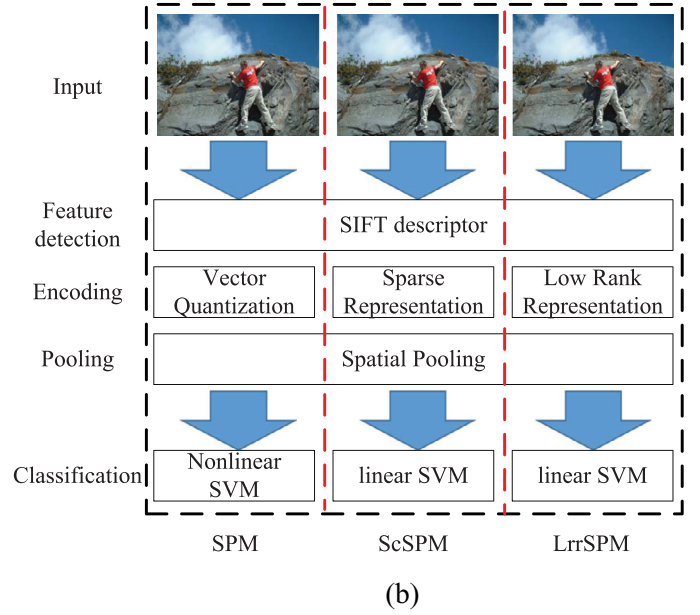 Input
Feature
detection
SIFT descriptor
Encoding
Vector
Quantization
Sparse
Representation
Low Rank
Representation
Pooling
Spatial Pooling
Classification
Nonlinear
SVM
linear SVM
linear SVM
SPM
ScSPM
LrrSPM
(b)